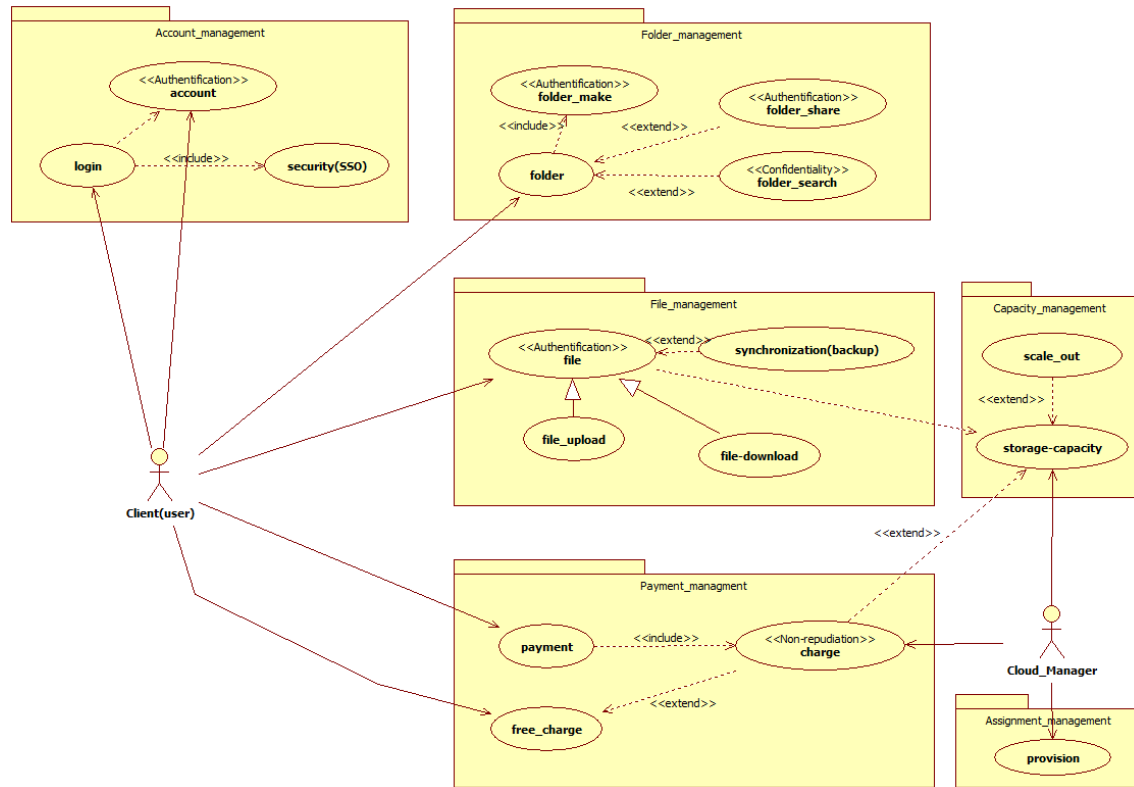 Account_management
<<Authentification>>
account
login
<<include>>
security(SSO)
Folder_management
<<Authentification>>
folder_make
<<include>>
<<Authentification>>
folder_share
<<extend>>
folder
<<Confidentiality>>
folder_search
<<extend>>
File_management
<<Authentification>>
file
<<extend>>
synchronization(backup)
file_upload
file-download
Capacity_management
scale_out
<<extend>>
storage-capacity
Client(user)
<<extend>>
Payment_managment
payment
<<include>>
<<Non-repudiation>>
charge
<<extend>>
free_charge
Cloud_Manager
Assignment_management
provision